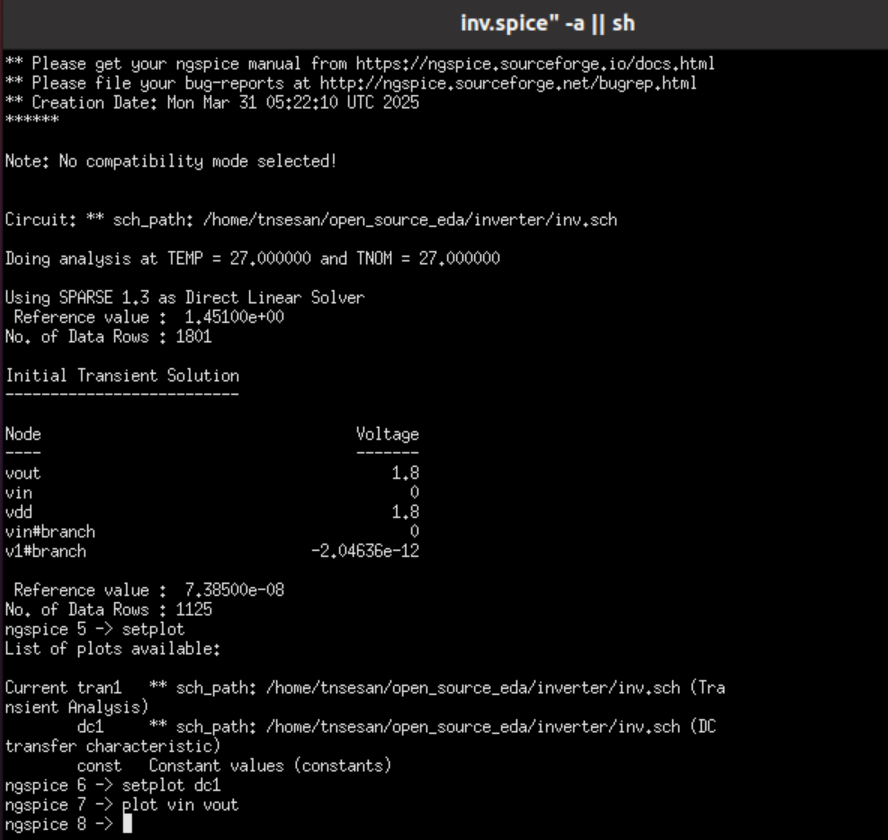 inv.spice" -a || sh
** Please get your ngspice manual from https://ngspice.sourceforge.io/docs.html
** Please file your bug-reports at http://ngspice.sourceforge.net/bugrep.html
** Creation Date: Mon Mar 31 05:22:10 UTC 2025
******
Note: No compatibility mode selected!
Circuit: ** sch_path: /home/tnsesan/open_source_eda/inverter/inv.sch
Doing analysis at TEMP = 27.000000 and TNOM = 27.000000
Using SPARSE 1.3 as Direct Linear Solver
Reference value : 1.45100e+00
No. of Data Rows : 1801
Initial Transient Solution
--------------------------
Node Voltage
---- -------
vout 1.8
vin 0
vdd 1.8
vin#branch 0
v1#branch -2.04636e-12
Reference value : 7.38500e-08
No. of Data Rows : 1125
ngspice 5 -> setplot
List of plots available:
Current tran1 ** sch_path: /home/tnsesan/open_source_eda/inverter/inv.sch (Tra
nsient Analysis)
dc1 ** sch_path: /home/tnsesan/open_source_eda/inverter/inv.sch (DC
transfer characteristic)
const Constant values (constants)
ngspice 6 -> setplot dc1
ngspice 7 -> plot vin vout
ngspice 8 ->